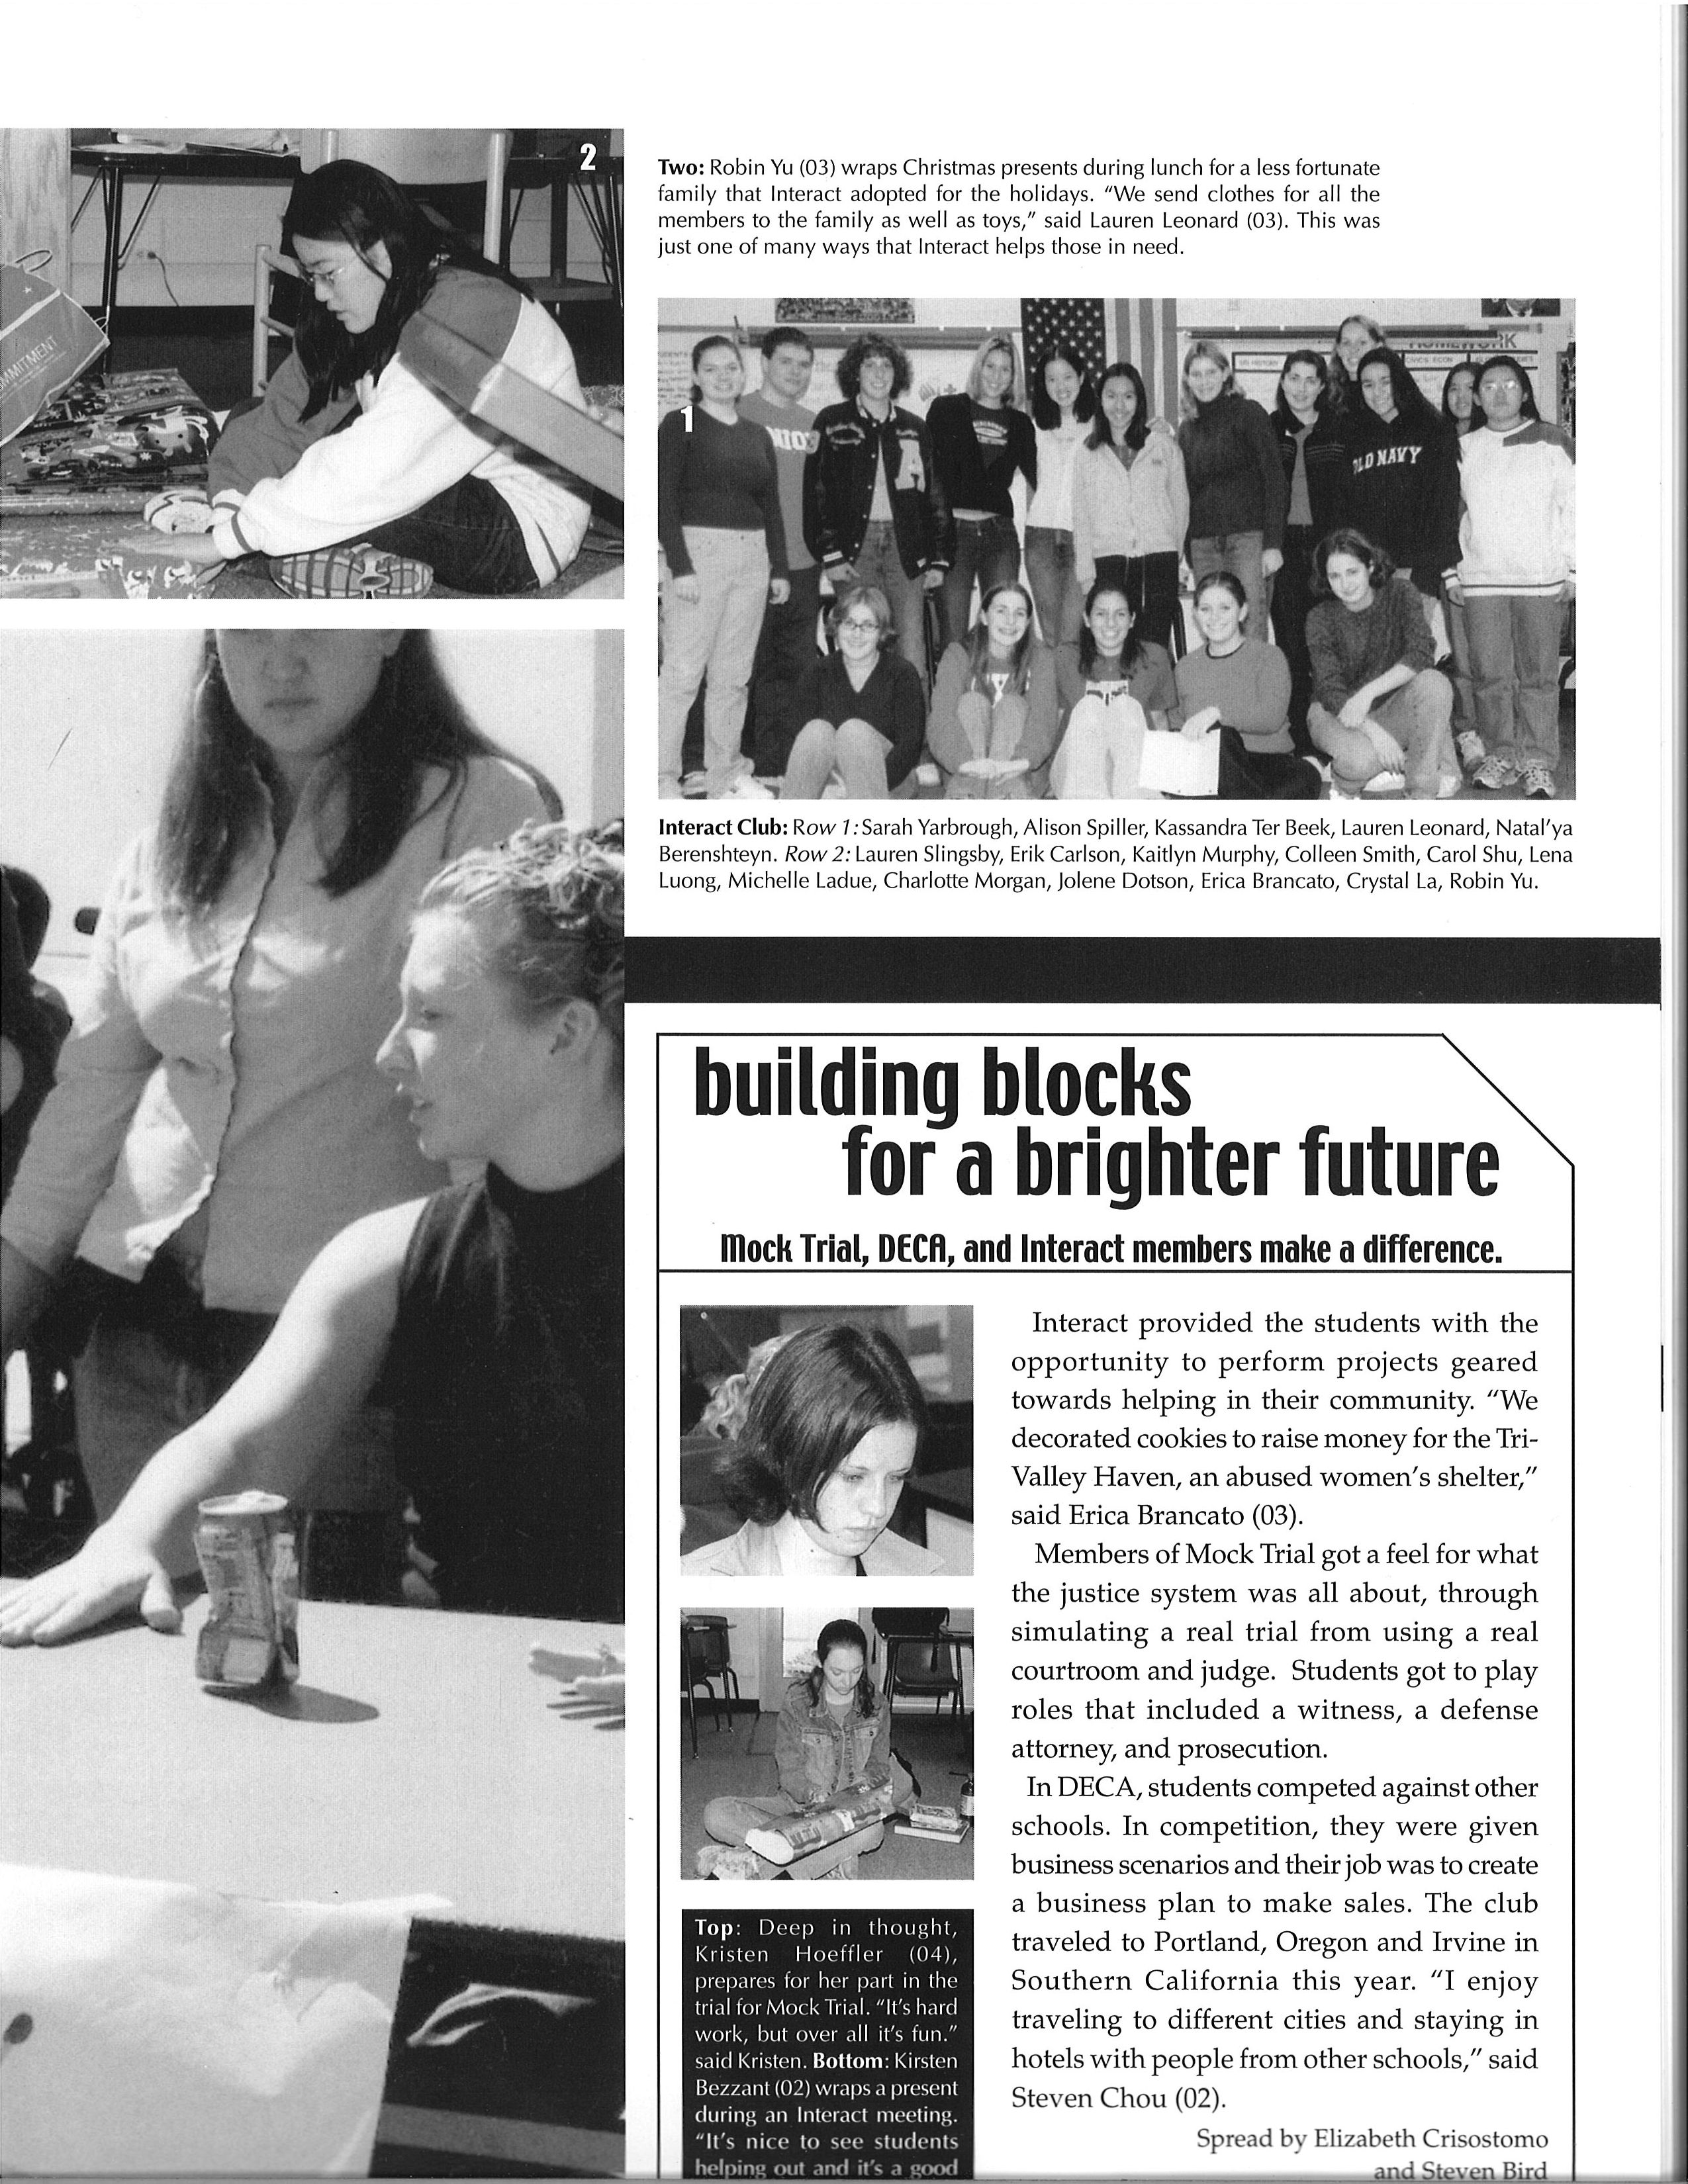 2
Two: Robin Yu (03) wraps Christmas presents during lunch for a less fortunate
family that Interact adopted for the holidays. “We send clothes for all the
members to the family as well as toys,” said Lauren Leonard (03). This was
just one of many ways that Interact helps those in need.
MMITMENT
HOMEWORK
1
A
OLD NAVY
Interact Club: Row 1: Sarah Yarbrough, Alison Spiller, Kassandra Ter Beek, Lauren Leonard, Natal’ya
Berenshteyn. Row 2: Lauren Slingsby, Erik Carlson, Kaitlyn Murphy, Colleen Smith, Carol Shu, Lena
Luong, Michelle Ladue, Charlotte Morgan, Jolene Dotson, Erica Brancato, Crystal La, Robin Yu.
building blocks
for a brighter future
Mock Trial, DECA, and Interact members make a difference.
Interact provided the students with the
opportunity to perform projects geared
towards helping in their community. “We
decorated cookies to raise money for the Tri-
Valley Haven, an abused women’s shelter,”
said Erica Brancato (03).
Members of Mock Trial got a feel for what
the justice system was all about, through
simulating a real trial from using a real
courtroom and judge. Students got to play
roles that included a witness, a defense
attorney, and prosecution.
In DECA, students competed against other
schools. In competition, they were given
business scenarios and their job was to create
a business plan to make sales. The club
traveled to Portland, Oregon and Irvine in
Southern California this year. “I enjoy
traveling to different cities and staying in
hotels with people from other schools,” said
Steven Chou (02).
Spread by Elizabeth Crisostomo
and Steven Bird
Top: Deep in thought,
Kristen Hoeffler (04),
prepares for her part in the
trial for Mock Trial. “It’s hard
work, but over all it’s fun.”
said Kristen. Bottom: Kirsten
Bezzant (02) wraps a present
during an Interact meeting.
“It’s nice to see students
helping out and it’s a good